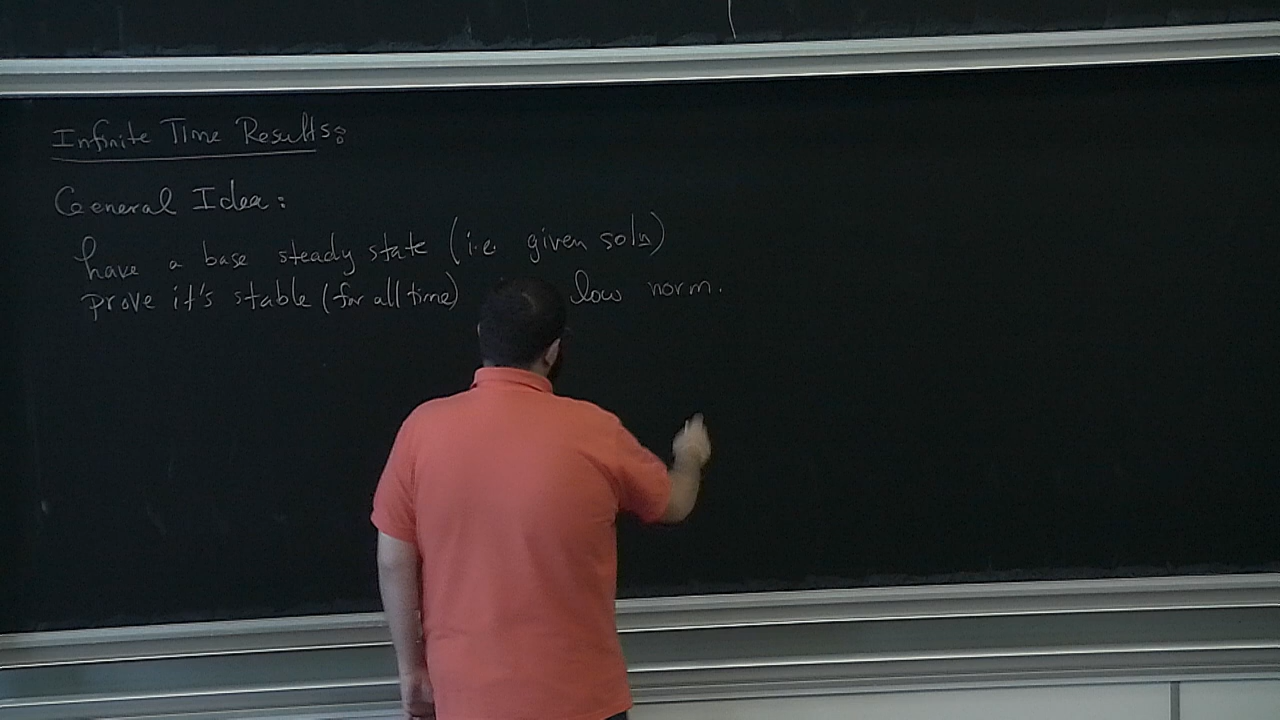 Infinite Time Results:
General Idea:
have a base steady state (i.e. given soln)
prove it's stable (for all time) low norm.